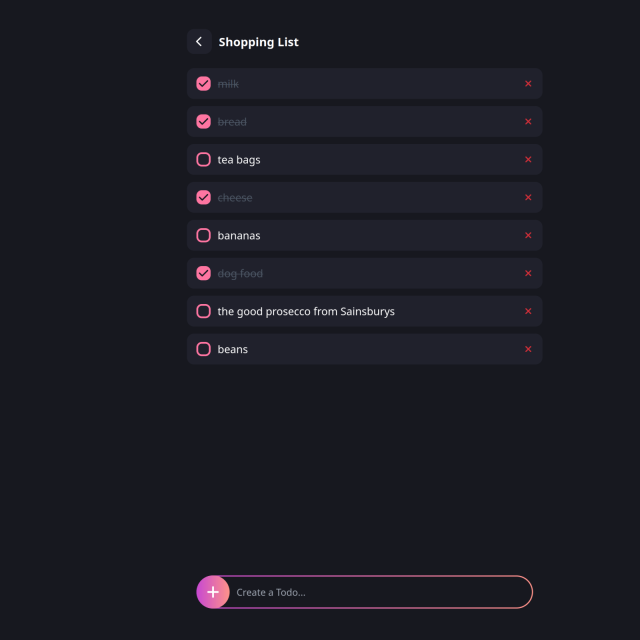 Shopping List
milk
bread
tea bags
cheese
bananas
dog food
the good prosecco from Sainsburys
beans
Create a Todo...